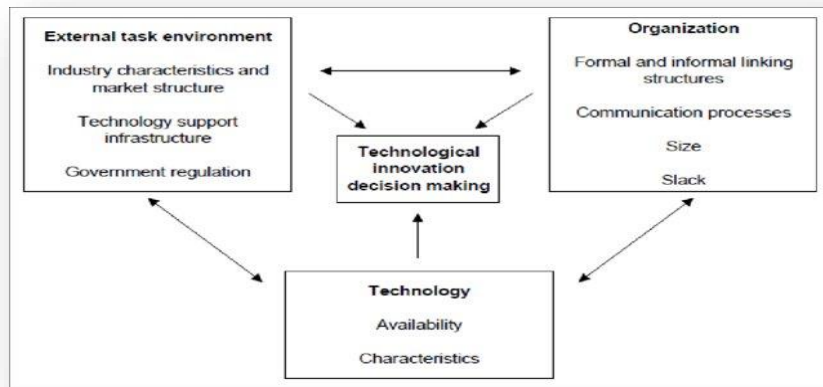 External task environment
Industry characteristics and
market structure
Technology support
infrastructure
Government regulation
Organization
Formal and informal linking
structures
Communication processes
Size
Slack
Technological
innovation
decision making
Technology
Availability
Characteristics